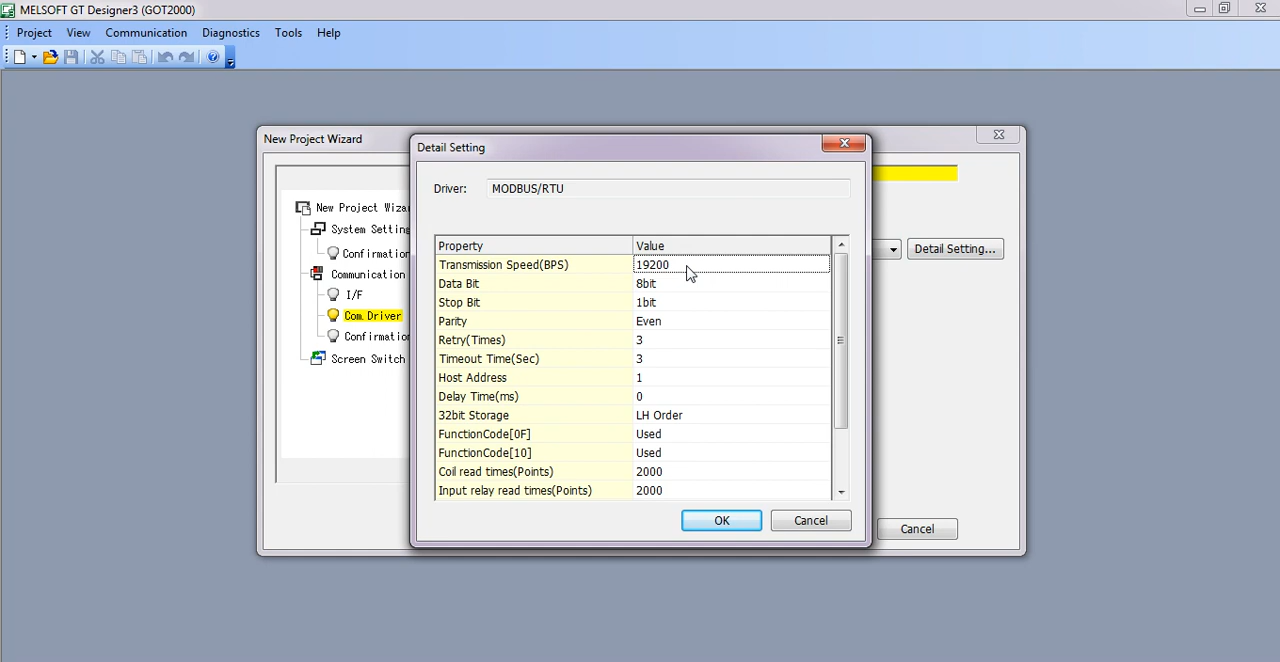 MELSOFT GT Designer3 (GOT2000)
Project View Communication Diagnostics Tools Help
New Project Wizard
Detail Setting
Driver: MODBUS/RTU
New Project Wiza
System Setting
Detail Setting...
Confirmation
Communication
I/F
Com. Driver
Confirmation
Screen Switch
Property Value
Transmission Speed(BPS) 19200
Data Bit 8bit
Stop Bit 1bit
Parity Even
Retry(Times) 3
Timeout Time(Sec) 3
Host Address 1
Delay Time(ms) 0
32bit Storage LH Order
FunctionCode[0F] Used
FunctionCode[10] Used
Coil read times(Points) 2000
Input relay read times(Points) 2000
OK Cancel
Cancel